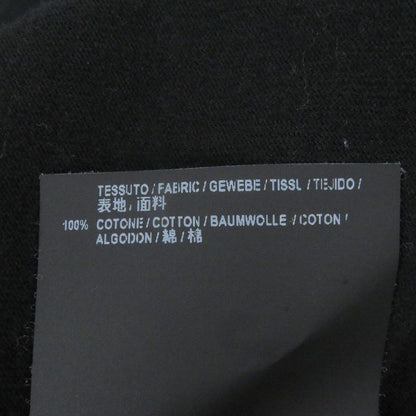 TESSUTO / FABRIC / GEWEBE / TISSU / TEJIDO /
表地 / 面料
100% COTONE / COTTON / BAUMWOLLE / COTON /
ALGODON / 綿 / 棉